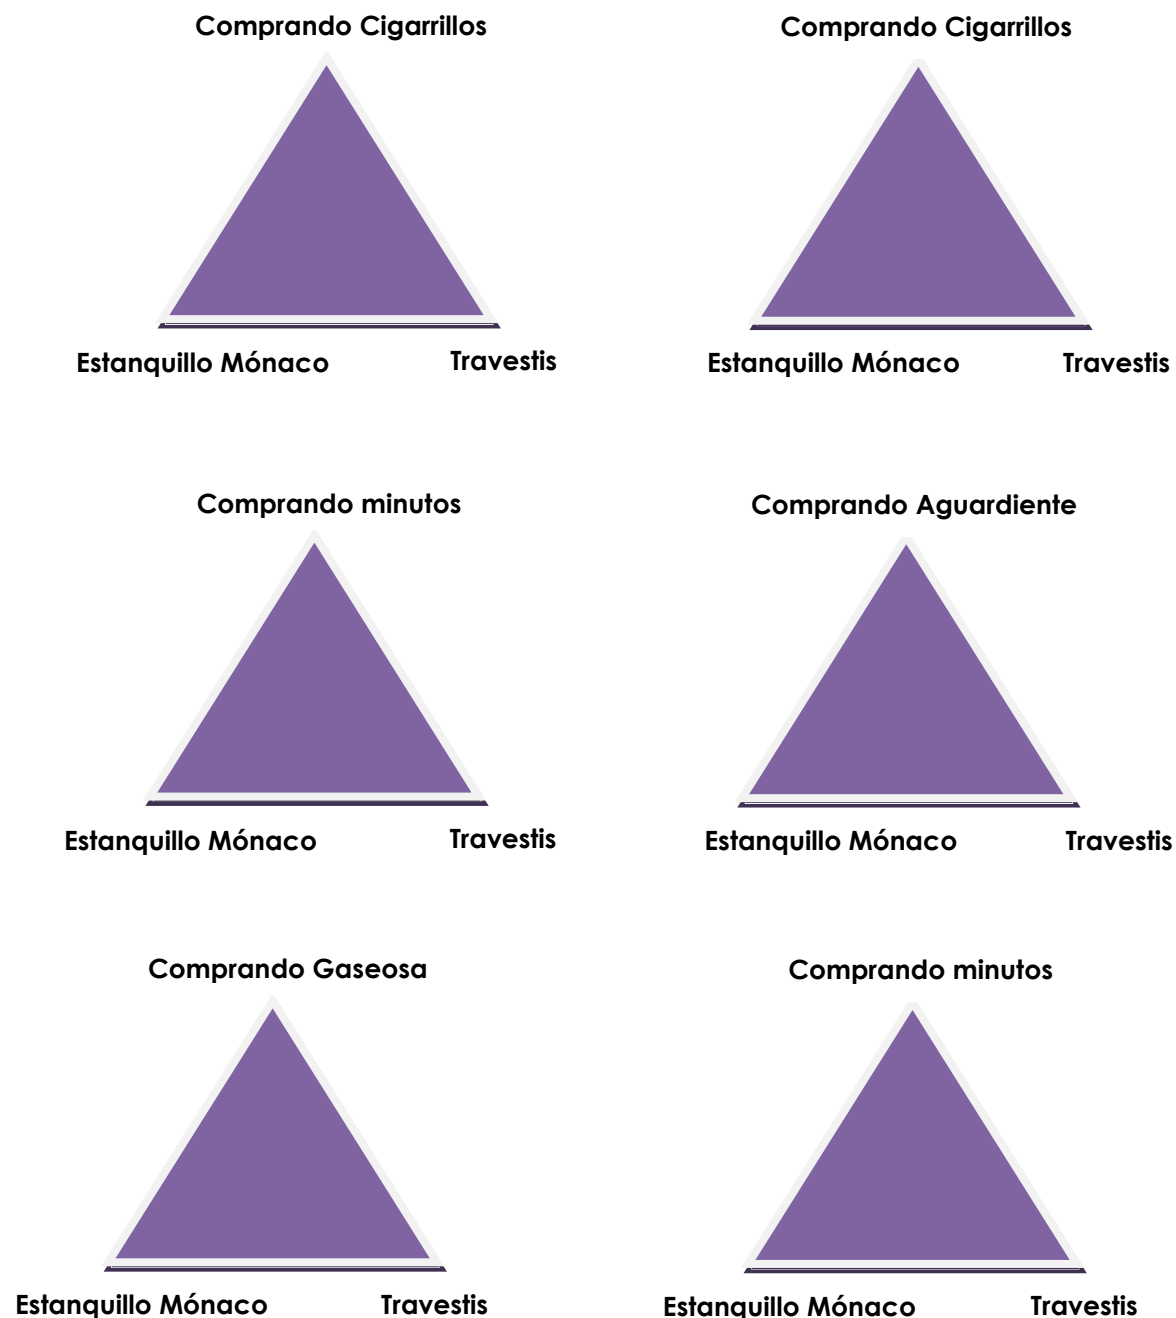 Comprando Cigarrillos
Comprando Cigarrillos
Estanquillo Mónaco
Travestis
Estanquillo Mónaco
Travestis
Comprando minutos
Comprando Aguardiente
Estanquillo Mónaco
Travestis
Estanquillo Mónaco
Travestis
Comprando Gaseosa
Comprando minutos
Estanquillo Mónaco
Travestis
Estanquillo Mónaco
Travestis